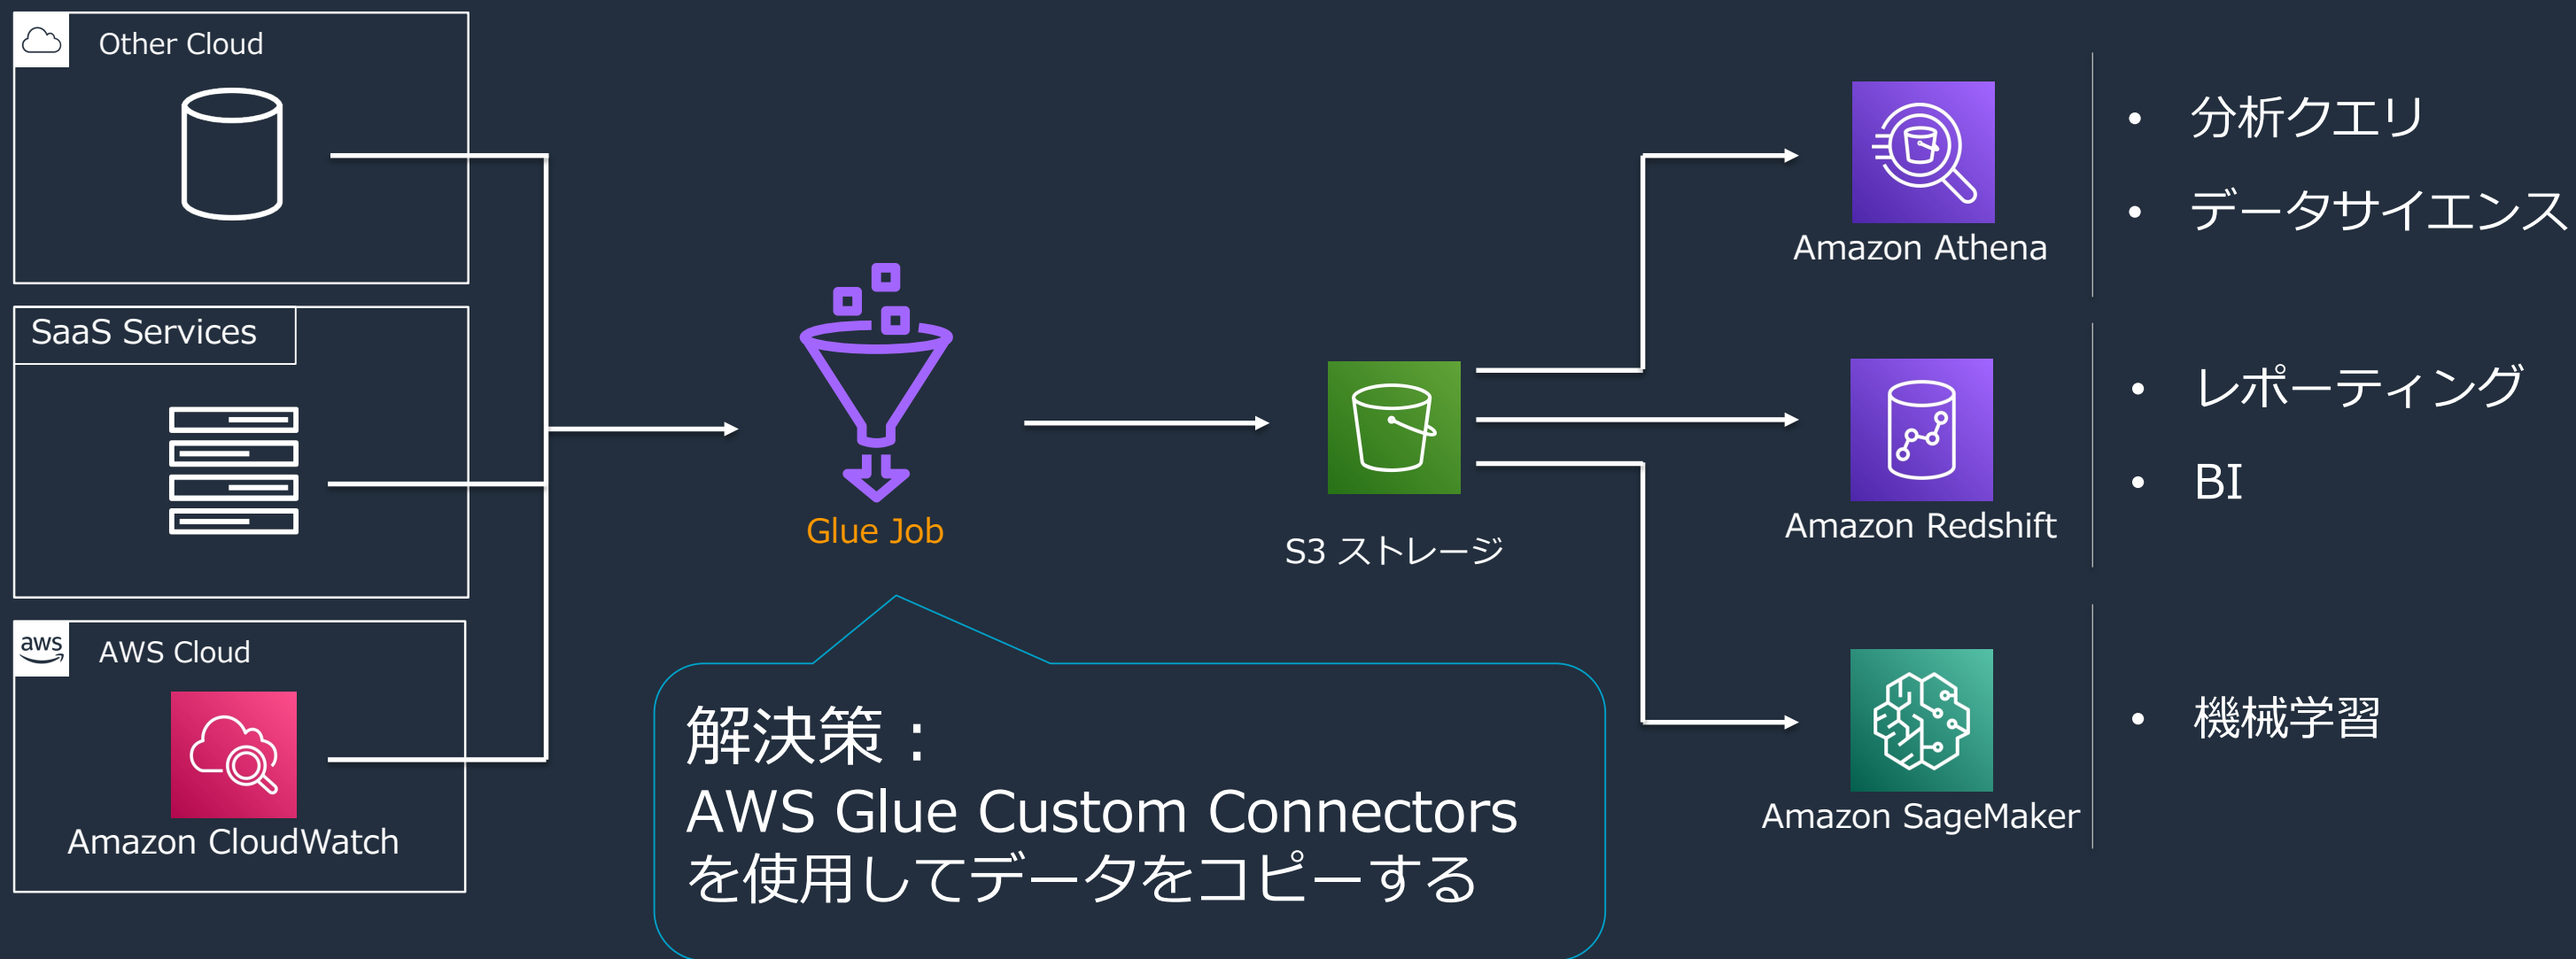 Other Cloud
SaaS Services
aws
AWS Cloud
Amazon CloudWatch
Glue Job
解決策：
AWS Glue Custom Connectors
を使用してデータをコピーする
S3 ストレージ
Amazon Athena
• 分析クエリ
• データサイエンス
Amazon Redshift
• レポーティング
• BI
Amazon SageMaker
• 機械学習